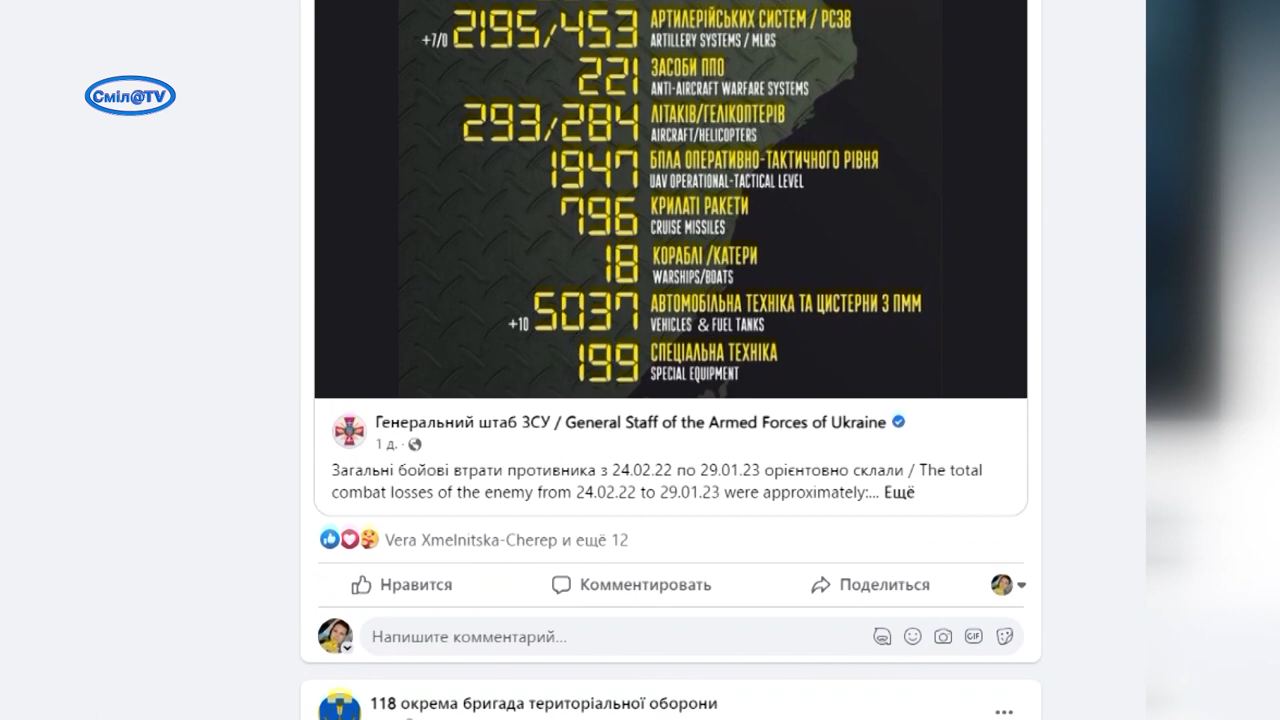 +7/0 2195/453 АРТИЛЕРІЙСЬКИХ СИСТЕМ / РСЗВ
ARTILLERY SYSTEMS / MLRS
Сміл@TV
221 ЗАСОБИ ППО
ANTI-AIRCRAFT WARFARE SYSTEMS
293/284 ЛІТАКІВ/ГЕЛІКОПТЕРІВ
AIRCRAFT/HELICOPTERS
1947 БПЛА ОПЕРАТИВНО-ТАКТИЧНОГО РІВНЯ
UAV OPERATIONAL-TACTICAL LEVEL
796 КРИЛАТІ РАКЕТИ
CRUISE MISSILES
18 КОРАБЛІ /КАТЕРИ
WARSHIPS/BOATS
+10 5037 АВТОМОБІЛЬНА ТЕХНІКА ТА ЦИСТЕРНИ З ПММ
VEHICLES & FUEL TANKS
199 СПЕЦІАЛЬНА ТЕХНІКА
SPECIAL EQUIPMENT
Генеральний штаб ЗСУ / General Staff of the Armed Forces of Ukraine
1 д. ·
Загальні бойові втрати противника з 24.02.22 по 29.01.23 орієнтовно склали / The total
combat losses of the enemy from 24.02.22 to 29.01.23 were approximately:... Ещё
Vera Xmelnitska-Cherep и ещё 12
Нравится Комментировать Поделиться
Напишите комментарий... GIF
118 окрема бригада територіальної оборони